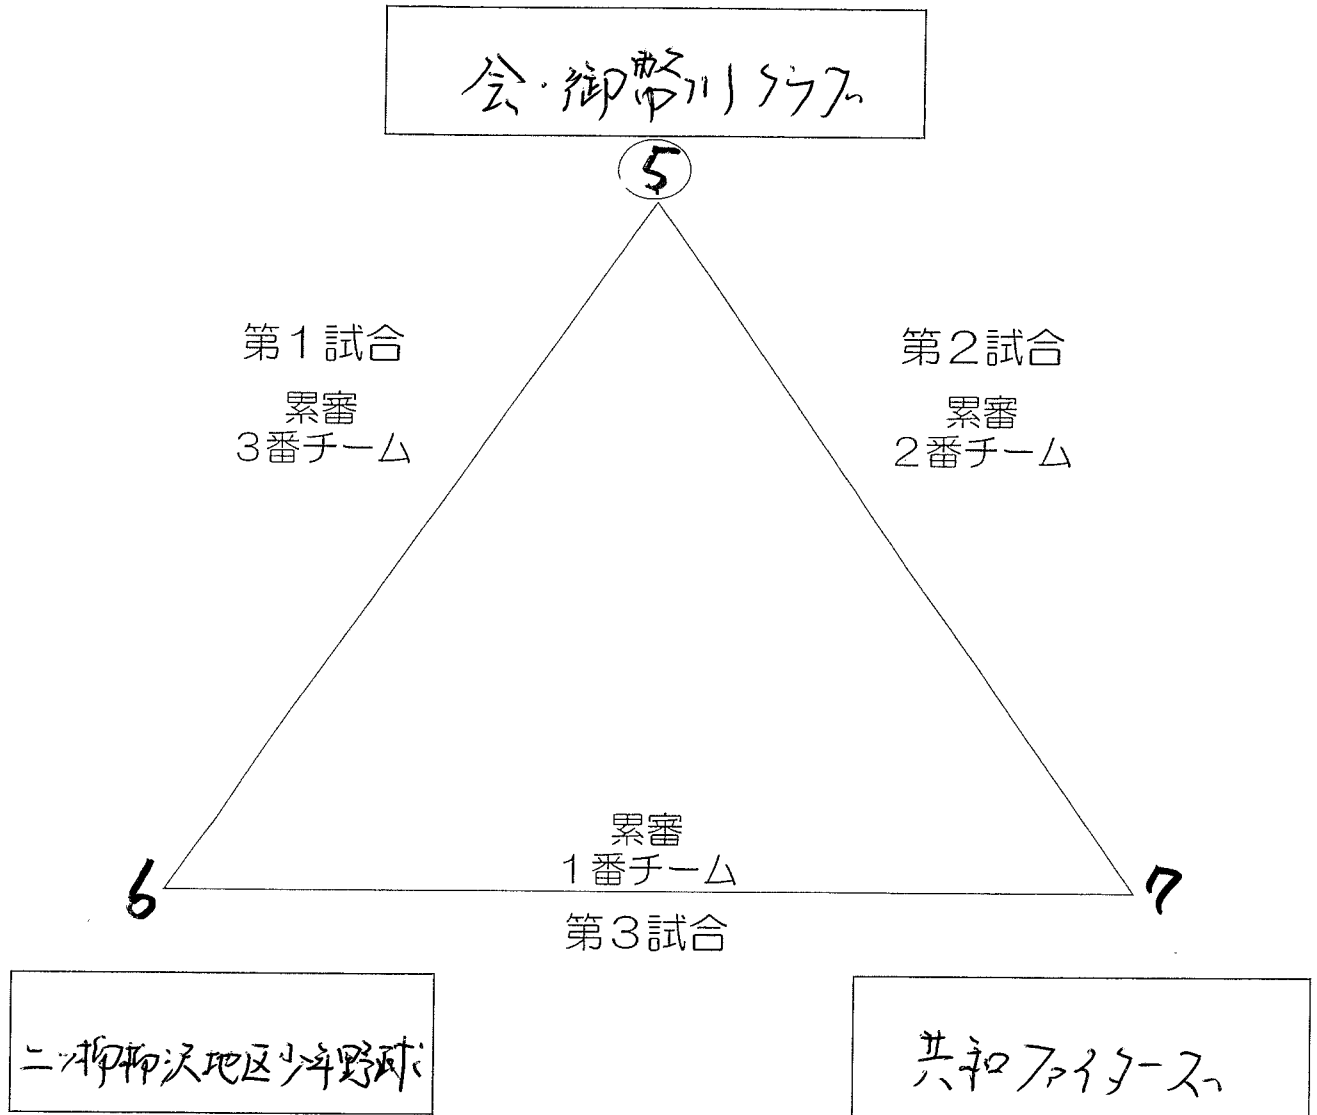 会・御幣川クラブ
5
第1試合
累審
3番チーム
第2試合
累審
2番チーム
累審
1番チーム
第3試合
6
7
二ッ柳柳沢地区少年野球
共和ファイターズ